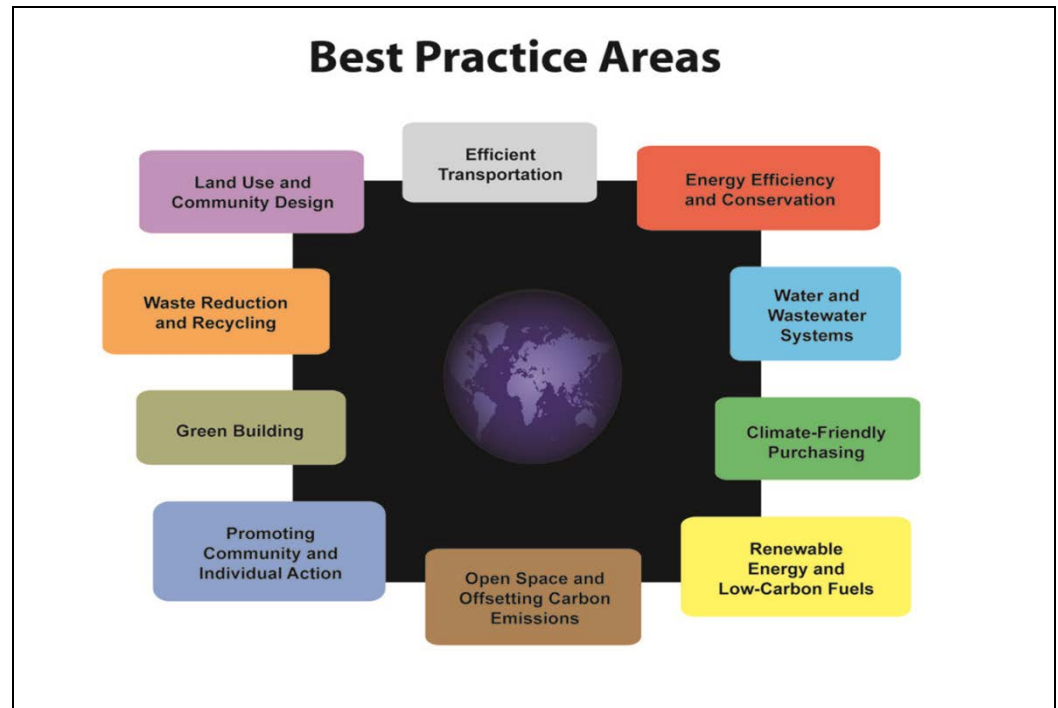 Best Practice Areas
Efficient
Transportation
Land Use and
Community Design
Energy Efficiency
and Conservation
Waste Reduction
and Recycling
Water and
Wastewater
Systems
Green Building
Climate-Friendly
Purchasing
Promoting
Community and
Individual Action
Open Space and
Offsetting Carbon
Emissions
Renewable
Energy and
Low-Carbon Fuels